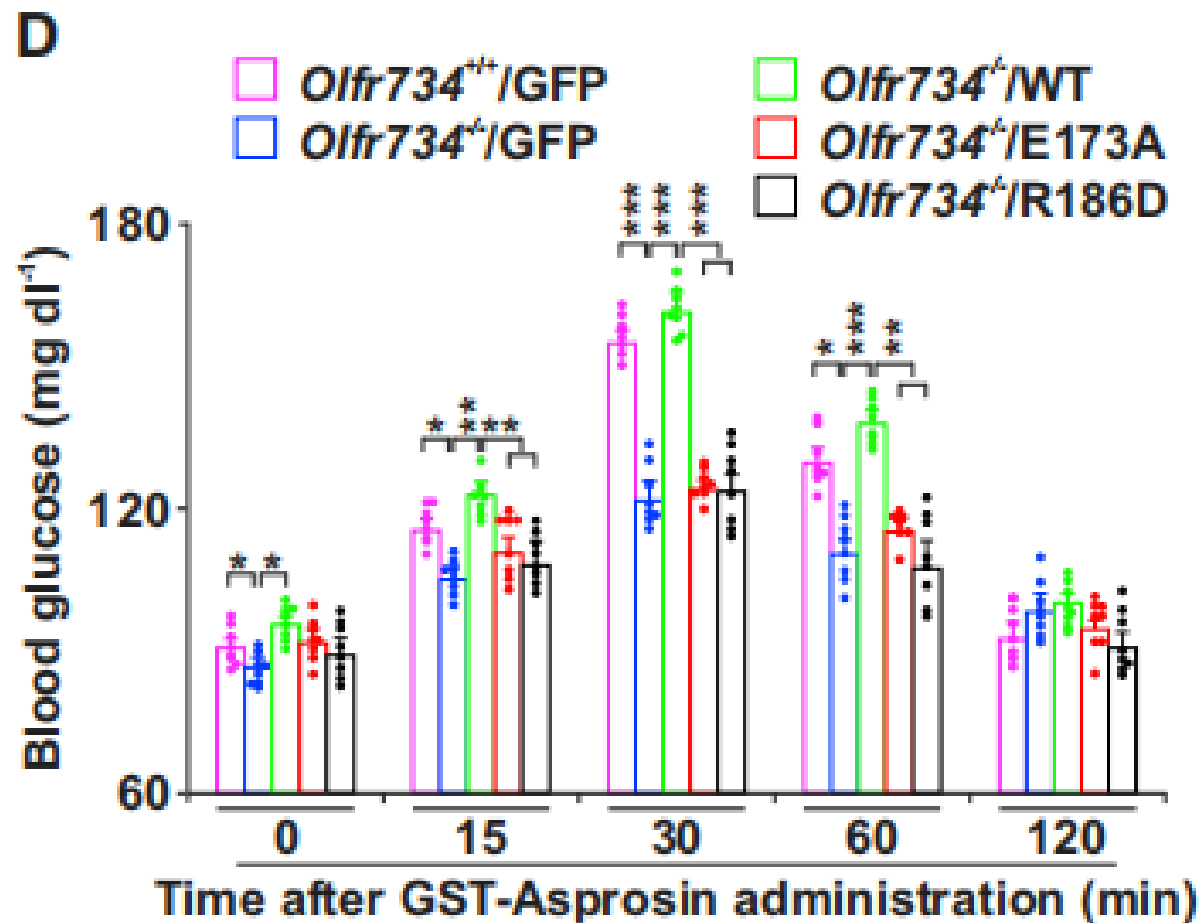 D
Olfr734+/+/GFP
Olfr734-/-/GFP
Olfr734-/-/WT
Olfr734-/-/E173A
Olfr734-/-/R186D
Blood glucose (mg dl-1)
180
120
60
* *
* ** **
*** *** ***
* *** **
0 15 30 60 120
Time after GST-Asprosin administration (min)